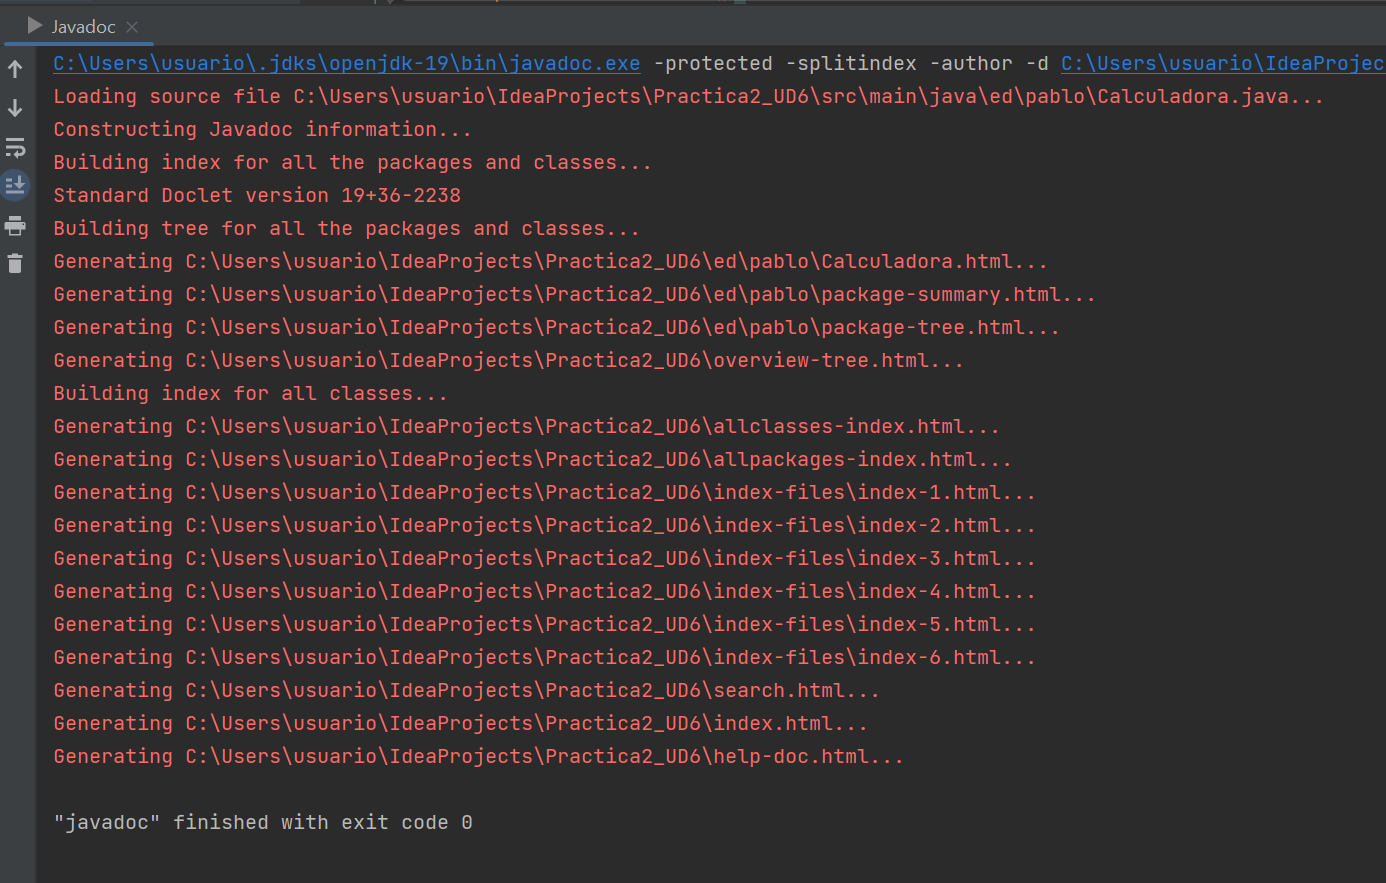 Javadoc
C:\Users\usuario\.jdks\openjdk-19\bin\javadoc.exe -protected -splitindex -author -d C:\Users\usuario\IdeaProjec
Loading source file C:\Users\usuario\IdeaProjects\Practica2_UD6\src\main\java\ed\pablo\Calculadora.java...
Constructing Javadoc information...
Building index for all the packages and classes...
Standard Doclet version 19+36-2238
Building tree for all the packages and classes...
Generating C:\Users\usuario\IdeaProjects\Practica2_UD6\ed\pablo\Calculadora.html...
Generating C:\Users\usuario\IdeaProjects\Practica2_UD6\ed\pablo\package-summary.html...
Generating C:\Users\usuario\IdeaProjects\Practica2_UD6\ed\pablo\package-tree.html...
Generating C:\Users\usuario\IdeaProjects\Practica2_UD6\overview-tree.html...
Building index for all classes...
Generating C:\Users\usuario\IdeaProjects\Practica2_UD6\allclasses-index.html...
Generating C:\Users\usuario\IdeaProjects\Practica2_UD6\allpackages-index.html...
Generating C:\Users\usuario\IdeaProjects\Practica2_UD6\index-files\index-1.html...
Generating C:\Users\usuario\IdeaProjects\Practica2_UD6\index-files\index-2.html...
Generating C:\Users\usuario\IdeaProjects\Practica2_UD6\index-files\index-3.html...
Generating C:\Users\usuario\IdeaProjects\Practica2_UD6\index-files\index-4.html...
Generating C:\Users\usuario\IdeaProjects\Practica2_UD6\index-files\index-5.html...
Generating C:\Users\usuario\IdeaProjects\Practica2_UD6\index-files\index-6.html...
Generating C:\Users\usuario\IdeaProjects\Practica2_UD6\search.html...
Generating C:\Users\usuario\IdeaProjects\Practica2_UD6\index.html...
Generating C:\Users\usuario\IdeaProjects\Practica2_UD6\help-doc.html...
"javadoc" finished with exit code 0